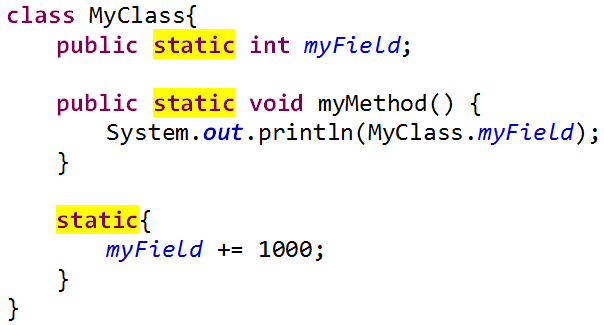 class MyClass{
    public static int myField;
    public static void myMethod() {
        System.out.println(MyClass.myField);
    }
    static{
        myField += 1000;
    }
}